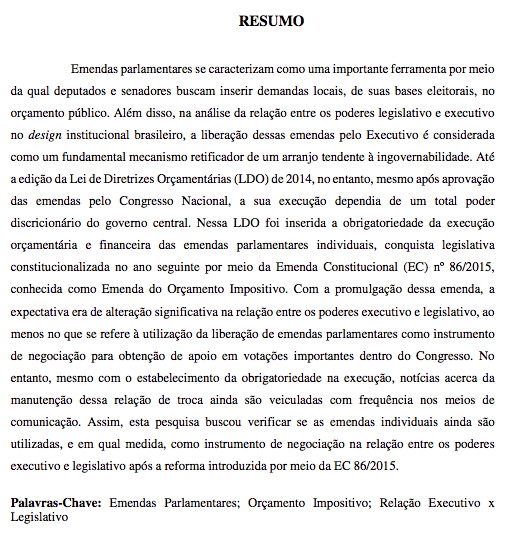 RESUMO
Emendas parlamentares se caracterizam como uma importante ferramenta por meio
da qual deputados e senadores buscam inserir demandas locais, de suas bases eleitorais, no
orçamento público. Além disso, na análise da relação entre os poderes legislativo e executivo
no design institucional brasileiro, a liberação dessas emendas pelo Executivo é considerada
como um fundamental mecanismo retificador de um arranjo tendente à ingovernabilidade. Até
a edição da Lei de Diretrizes Orçamentárias (LDO) de 2014, no entanto, mesmo após aprovação
das emendas pelo Congresso Nacional, a sua execução dependia de um total poder
discricionário do governo central. Nessa LDO foi inserida a obrigatoriedade da execução
orçamentária e financeira das emendas parlamentares individuais, conquista legislativa
constitucionalizada no ano seguinte por meio da Emenda Constitucional (EC) nº 86/2015,
conhecida como Emenda do Orçamento Impositivo. Com a promulgação dessa emenda, a
expectativa era de alteração significativa na relação entre os poderes executivo e legislativo, ao
menos no que se refere à utilização da liberação de emendas parlamentares como instrumento
de negociação para obtenção de apoio em votações importantes dentro do Congresso. No
entanto, mesmo com o estabelecimento da obrigatoriedade na execução, notícias acerca da
manutenção dessa relação de troca ainda são veiculadas com frequência nos meios de
comunicação. Assim, esta pesquisa buscou verificar se as emendas individuais ainda são
utilizadas, e em qual medida, como instrumento de negociação na relação entre os poderes
executivo e legislativo após a reforma introduzida por meio da EC 86/2015.
Palavras-Chave: Emendas Parlamentares; Orçamento Impositivo; Relação Executivo x
Legislativo